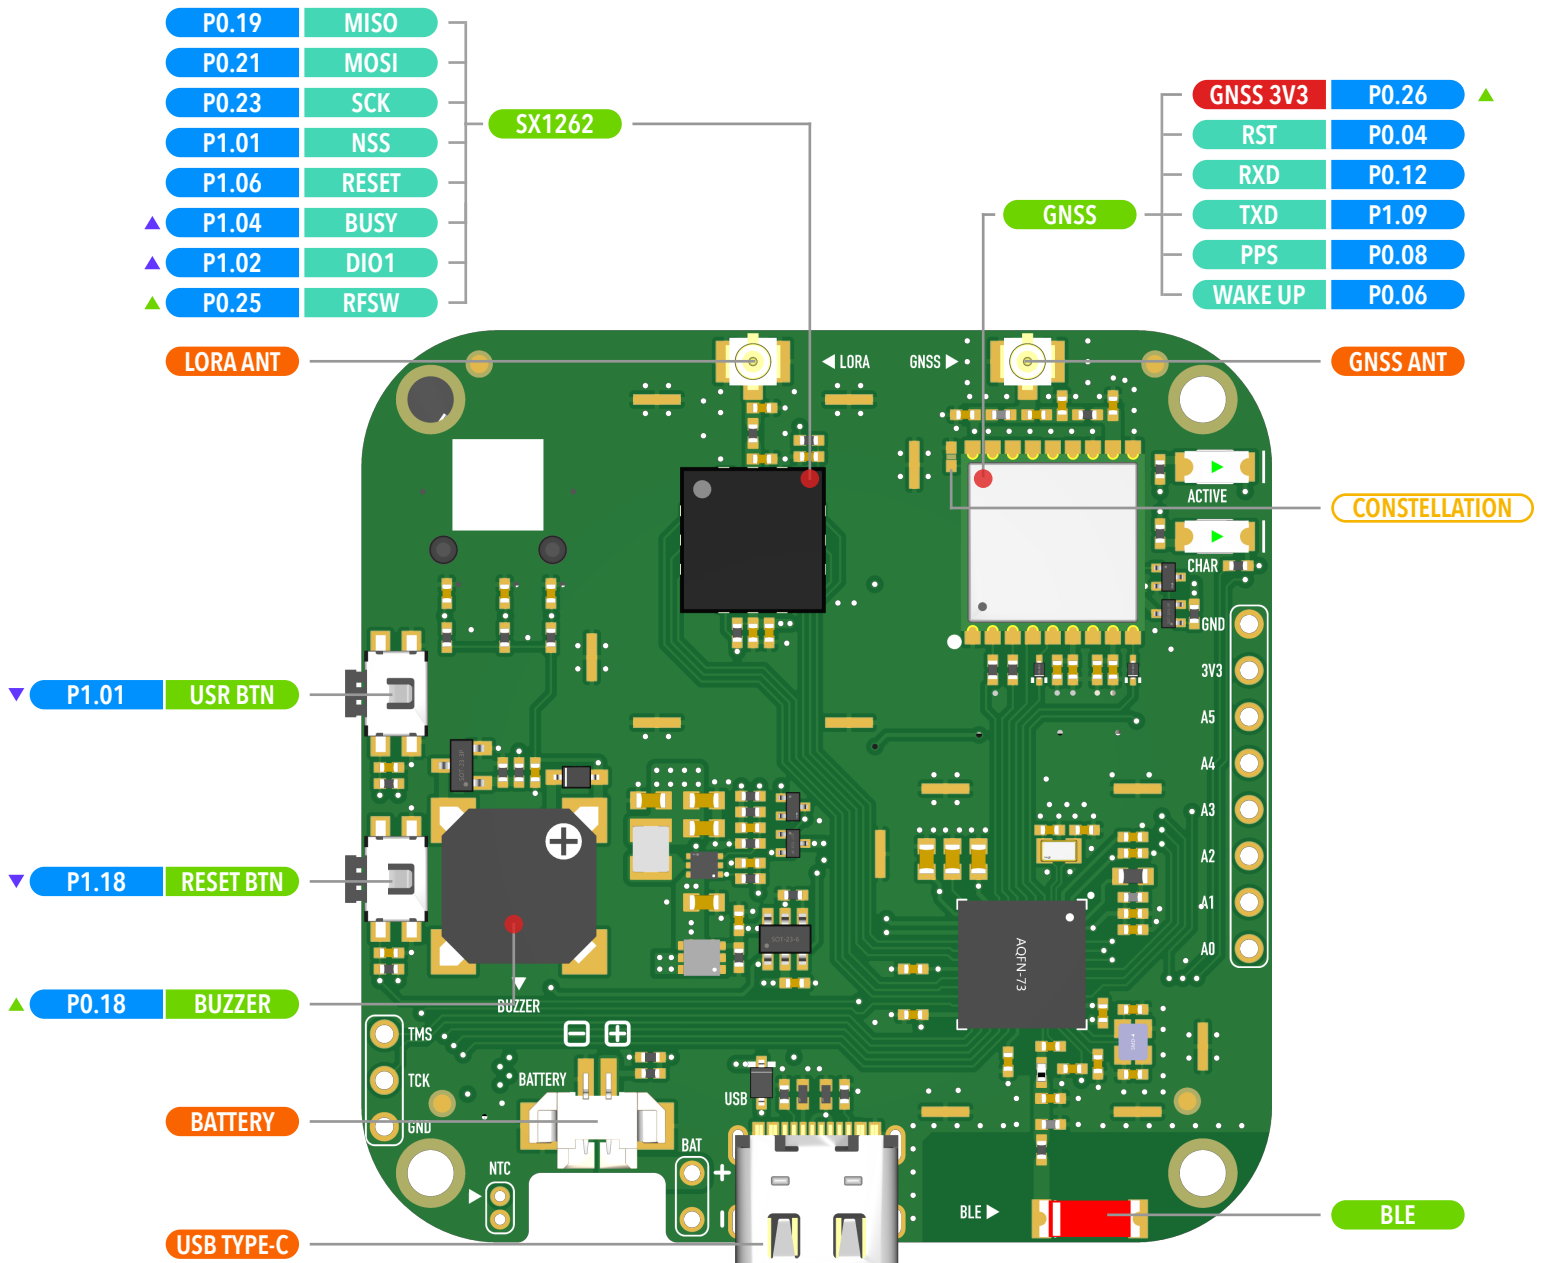 P0.19 MISO
P0.21 MOSI
P0.23 SCK
P1.01 NSS
P1.06 RESET
P1.04 BUSY
P1.02 DIO1
P0.25 RFSW
SX1262
GNSS 3V3 P0.26
RST P0.04
RXD P0.12
TXD P1.09
PPS P0.08
WAKE UP P0.06
GNSS
LORA ANT
LORA
GNSS
GNSS ANT
ACTIVE
CONSTELLATION
CHAR
GND
3V3
A5
A4
A3
A2
A1
A0
P1.01 USR BTN
P1.18 RESET BTN
SOT-23-6
AQFN-73
P0.18 BUZZER
BUZZER
TMS
TCK
GND
BATTERY
BATTERY
USB
BAT
NTC
BLE
BLE
USB TYPE-C